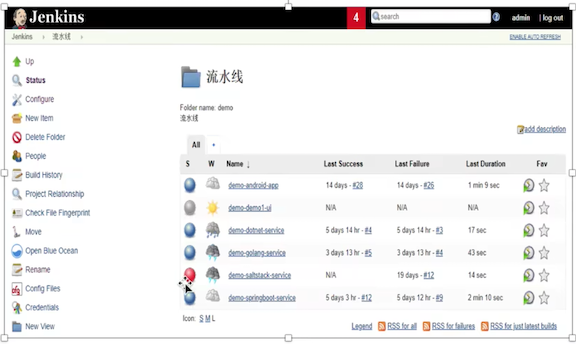 Jenkins
4
search
admin
| log out
Jenkins › 流水线 ›
ENABLE AUTO REFRESH
Up
Status
Configure
New Item
Delete Folder
People
Build History
Project Relationship
Check File Fingerprint
Move
Open Blue Ocean
Rename
Config Files
Credentials
New View
流水线
Folder name: demo
流水线
add description
All +
S W Name ↓ Last Success Last Failure Last Duration Fav
demo-android-app 14 days - #28 14 days - #26 1 min 9 sec
demo-demo1-ui N/A N/A N/A
demo-dotnet-service 5 days 14 hr - #4 5 days 14 hr - #3 17 sec
demo-golang-service 3 days 13 hr - #5 3 days 13 hr - #4 43 sec
demo-saltstack-service N/A 19 days - #12 14 sec
demo-springboot-service 5 days 3 hr - #12 5 days 12 hr - #9 2 min 10 sec
Icon: S M L
Legend RSS for all RSS for failures RSS for just latest builds